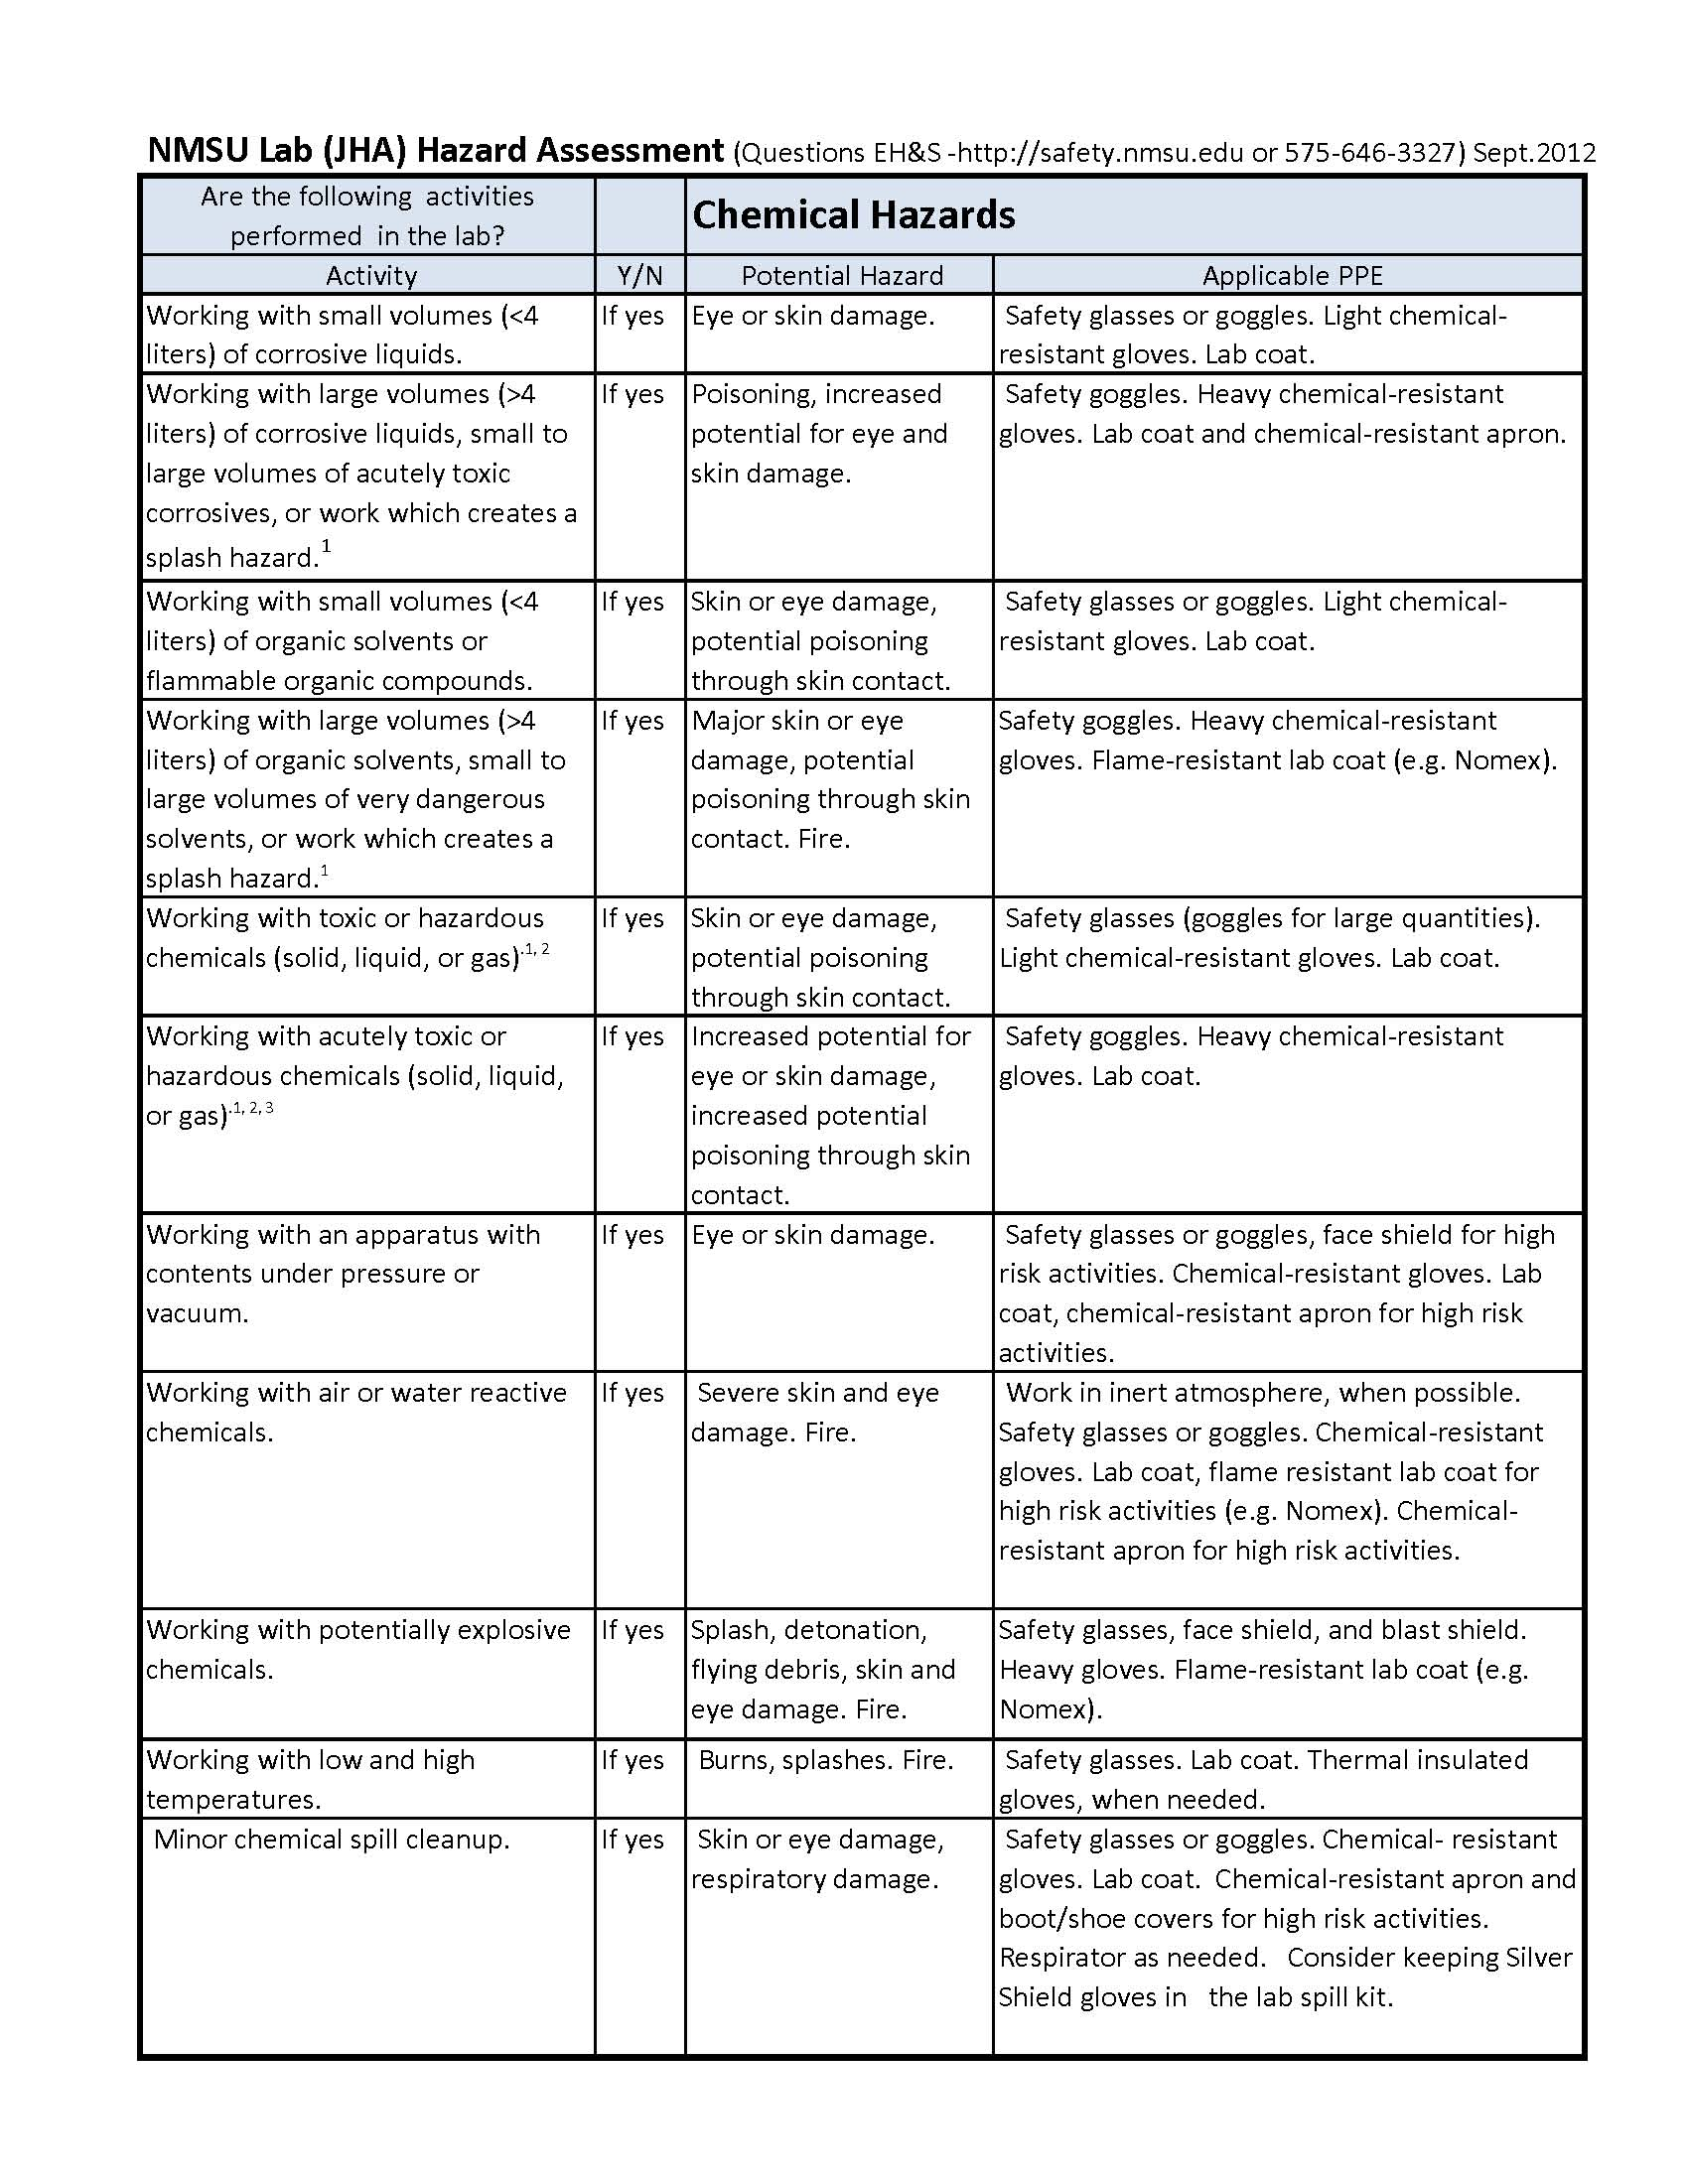 NMSU Lab (JHA) Hazard Assessment (Questions EH&S -http://safety.nmsu.edu or 575-646-3327) Sept.2012
Are the following activities
performed in the lab?
Chemical Hazards
Activity
Y/N
Potential Hazard
Applicable PPE
Working with small volumes (<4
liters) of corrosive liquids.
If yes
Eye or skin damage.
Safety glasses or goggles. Light chemical-
resistant gloves. Lab coat.
Working with large volumes (>4
liters) of corrosive liquids, small to
large volumes of acutely toxic
corrosives, or work which creates a
splash hazard.1
If yes
Poisoning, increased
potential for eye and
skin damage.
Safety goggles. Heavy chemical-resistant
gloves. Lab coat and chemical-resistant apron.
Working with small volumes (<4
liters) of organic solvents or
flammable organic compounds.
If yes
Skin or eye damage,
potential poisoning
through skin contact.
Safety glasses or goggles. Light chemical-
resistant gloves. Lab coat.
Working with large volumes (>4
liters) of organic solvents, small to
large volumes of very dangerous
solvents, or work which creates a
splash hazard.1
If yes
Major skin or eye
damage, potential
poisoning through skin
contact. Fire.
Safety goggles. Heavy chemical-resistant
gloves. Flame-resistant lab coat (e.g. Nomex).
Working with toxic or hazardous
chemicals (solid, liquid, or gas).1, 2
If yes
Skin or eye damage,
potential poisoning
through skin contact.
Safety glasses (goggles for large quantities).
Light chemical-resistant gloves. Lab coat.
Working with acutely toxic or
hazardous chemicals (solid, liquid,
or gas).1, 2, 3
If yes
Increased potential for
eye or skin damage,
increased potential
poisoning through skin
contact.
Safety goggles. Heavy chemical-resistant
gloves. Lab coat.
Working with an apparatus with
contents under pressure or
vacuum.
If yes
Eye or skin damage.
Safety glasses or goggles, face shield for high
risk activities. Chemical-resistant gloves. Lab
coat, chemical-resistant apron for high risk
activities.
Working with air or water reactive
chemicals.
If yes
Severe skin and eye
damage. Fire.
Work in inert atmosphere, when possible.
Safety glasses or goggles. Chemical-resistant
gloves. Lab coat, flame resistant lab coat for
high risk activities (e.g. Nomex). Chemical-
resistant apron for high risk activities.
Working with potentially explosive
chemicals.
If yes
Splash, detonation,
flying debris, skin and
eye damage. Fire.
Safety glasses, face shield, and blast shield.
Heavy gloves. Flame-resistant lab coat (e.g.
Nomex).
Working with low and high
temperatures.
If yes
Burns, splashes. Fire.
Safety glasses. Lab coat. Thermal insulated
gloves, when needed.
Minor chemical spill cleanup.
If yes
Skin or eye damage,
respiratory damage.
Safety glasses or goggles. Chemical- resistant
gloves. Lab coat. Chemical-resistant apron and
boot/shoe covers for high risk activities.
Respirator as needed. Consider keeping Silver
Shield gloves in the lab spill kit.